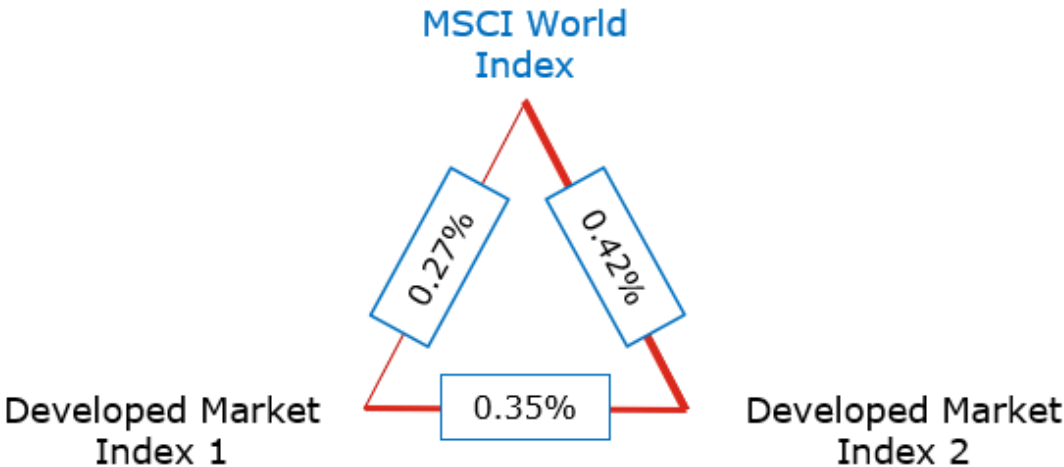 MSCI World
Index
0.27%
0.42%
0.35%
Developed Market
Index 1
Developed Market
Index 2